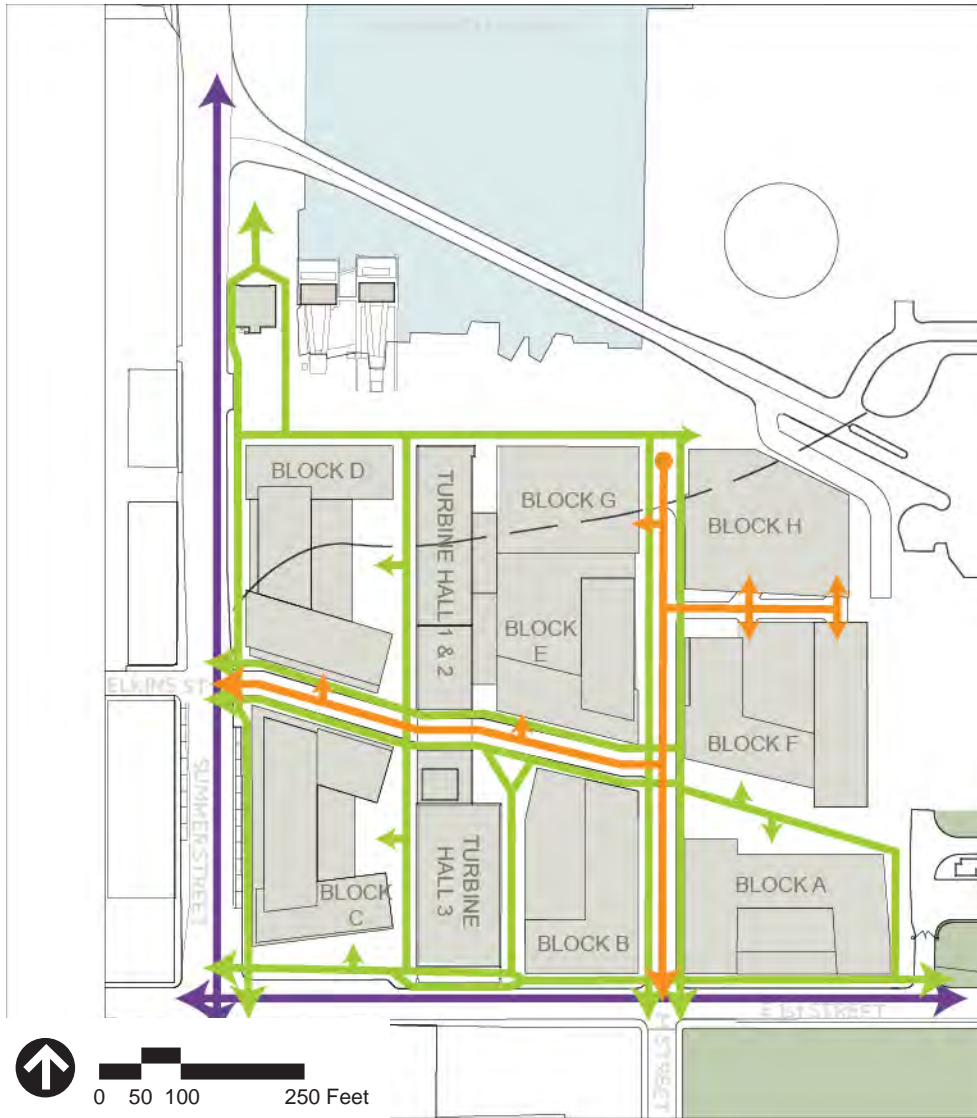 BLOCK D
TURBINE HALL 1 & 2
BLOCK G
BLOCK H
BLOCK
E
ELKINS ST
BLOCK F
SUMMER STREET
TURBINE
HALL 3
BLOCK
C
BLOCK A
BLOCK B
E 1ST STREET
STREET
0 50 100 250 Feet